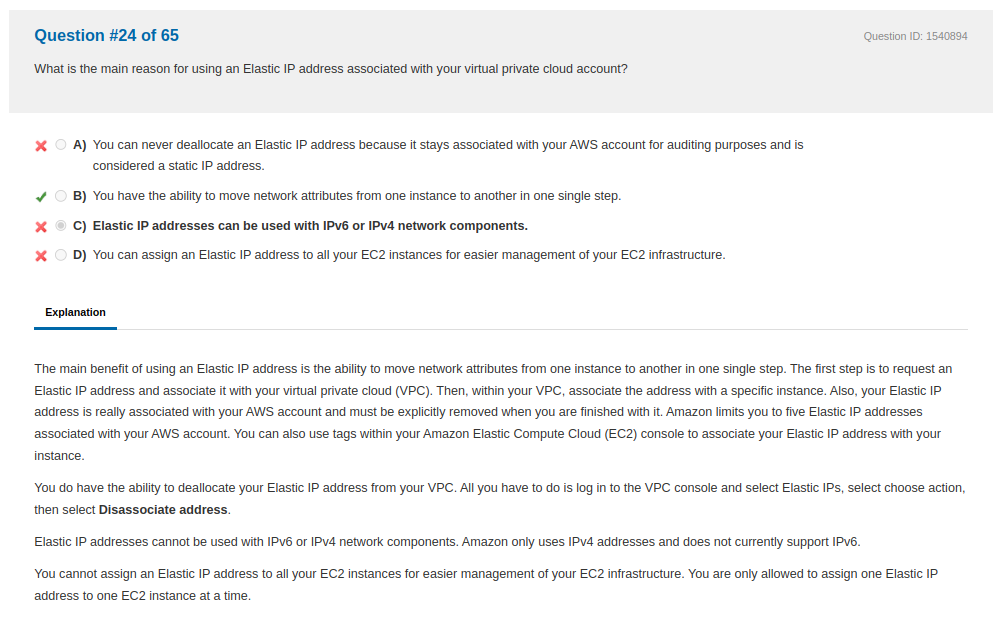 Question #24 of 65
Question ID: 1540894
What is the main reason for using an Elastic IP address associated with your virtual private cloud account?
A) You can never deallocate an Elastic IP address because it stays associated with your AWS account for auditing purposes and is
considered a static IP address.
B) You have the ability to move network attributes from one instance to another in one single step.
C) Elastic IP addresses can be used with IPv6 or IPv4 network components.
D) You can assign an Elastic IP address to all your EC2 instances for easier management of your EC2 infrastructure.
Explanation
The main benefit of using an Elastic IP address is the ability to move network attributes from one instance to another in one single step. The first step is to request an
Elastic IP address and associate it with your virtual private cloud (VPC). Then, within your VPC, associate the address with a specific instance. Also, your Elastic IP
address is really associated with your AWS account and must be explicitly removed when you are finished with it. Amazon limits you to five Elastic IP addresses
associated with your AWS account. You can also use tags within your Amazon Elastic Compute Cloud (EC2) console to associate your Elastic IP address with your
instance.
You do have the ability to deallocate your Elastic IP address from your VPC. All you have to do is log in to the VPC console and select Elastic IPs, select choose action,
then select Disassociate address.
Elastic IP addresses cannot be used with IPv6 or IPv4 network components. Amazon only uses IPv4 addresses and does not currently support IPv6.
You cannot assign an Elastic IP address to all your EC2 instances for easier management of your EC2 infrastructure. You are only allowed to assign one Elastic IP
address to one EC2 instance at a time.